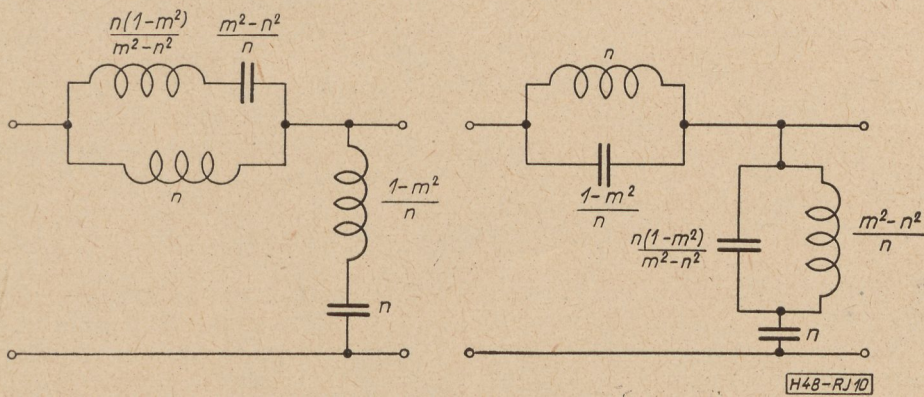 n(1-m²)/m²-n²
m²-n²/n
n
1-m²/n
n
n
1-m²/n
n(1-m²)/m²-n²
m²-n²/n
n
H48-RJ10